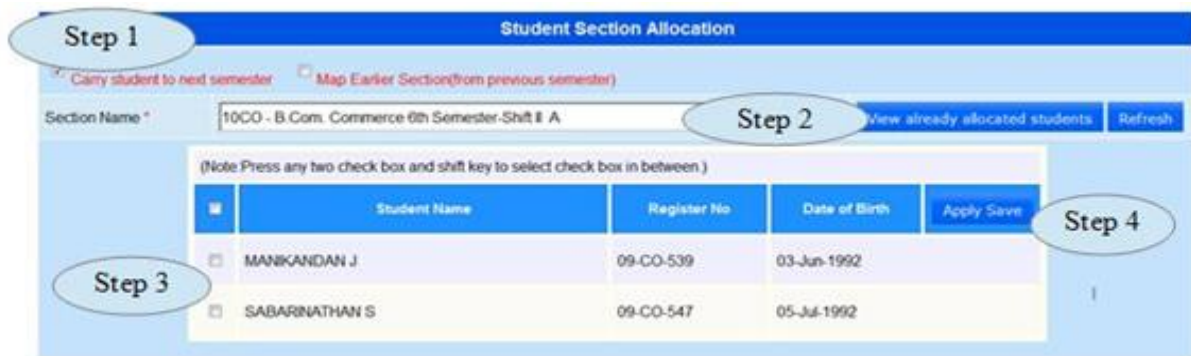 Step 1
Student Section Allocation
Carry student to next semester Map Earlier Section(from previous semester)
Section Name * 10CO - B.Com. Commerce 6th Semester-Shift II A Step 2 View already allocated students Refresh
(Note:Press any two check box and shift key to select check box in between.)
Student Name Register No Date of Birth Apply Save
Step 4
MANIKANDAN J 09-CO-539 03-Jun-1992
Step 3
SABARINATHAN S 09-CO-547 05-Jul-1992